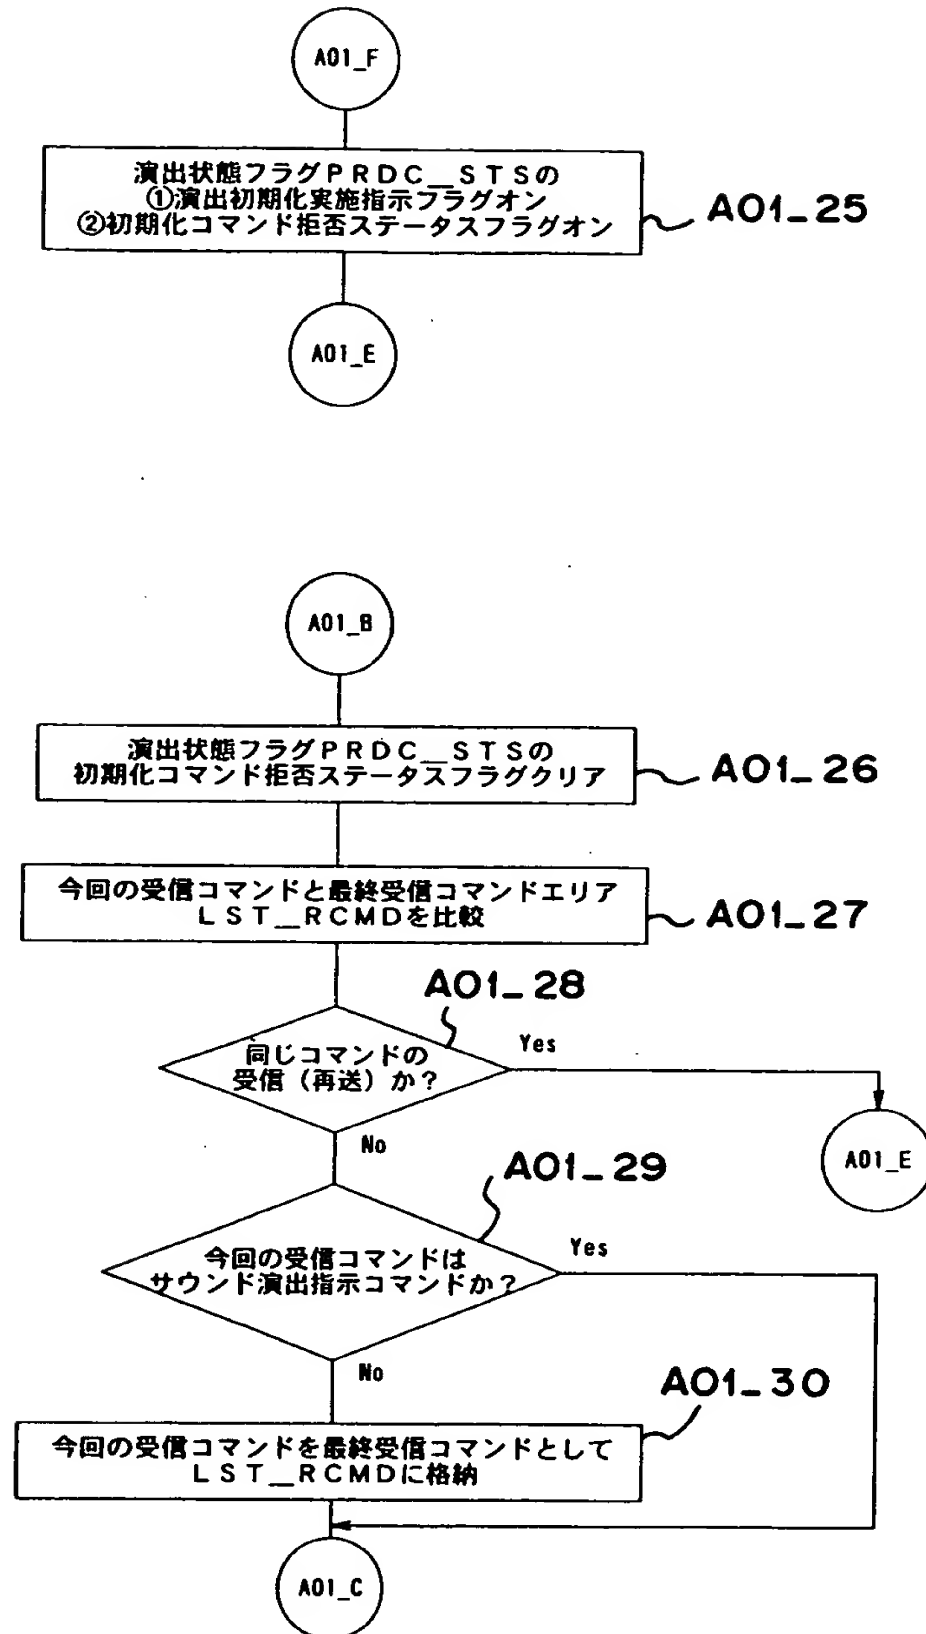 A01_F
演出状態フラグPRDC__STSの
①演出初期化実施指示フラグオン
②初期化コマンド拒否ステータスフラグオン
A01_25
A01_E
A01_B
演出状態フラグPRDC__STSの
初期化コマンド拒否ステータスフラグクリア
A01_26
今回の受信コマンドと最終受信コマンドエリア
LST__RCMDを比較
A01_27
A01_28
同じコマンドの
受信(再送)か?
Yes
No
A01_E
A01_29
今回の受信コマンドは
サウンド演出指示コマンドか?
Yes
No
A01_30
今回の受信コマンドを最終受信コマンドとして
LST__RCMDに格納
A01_C